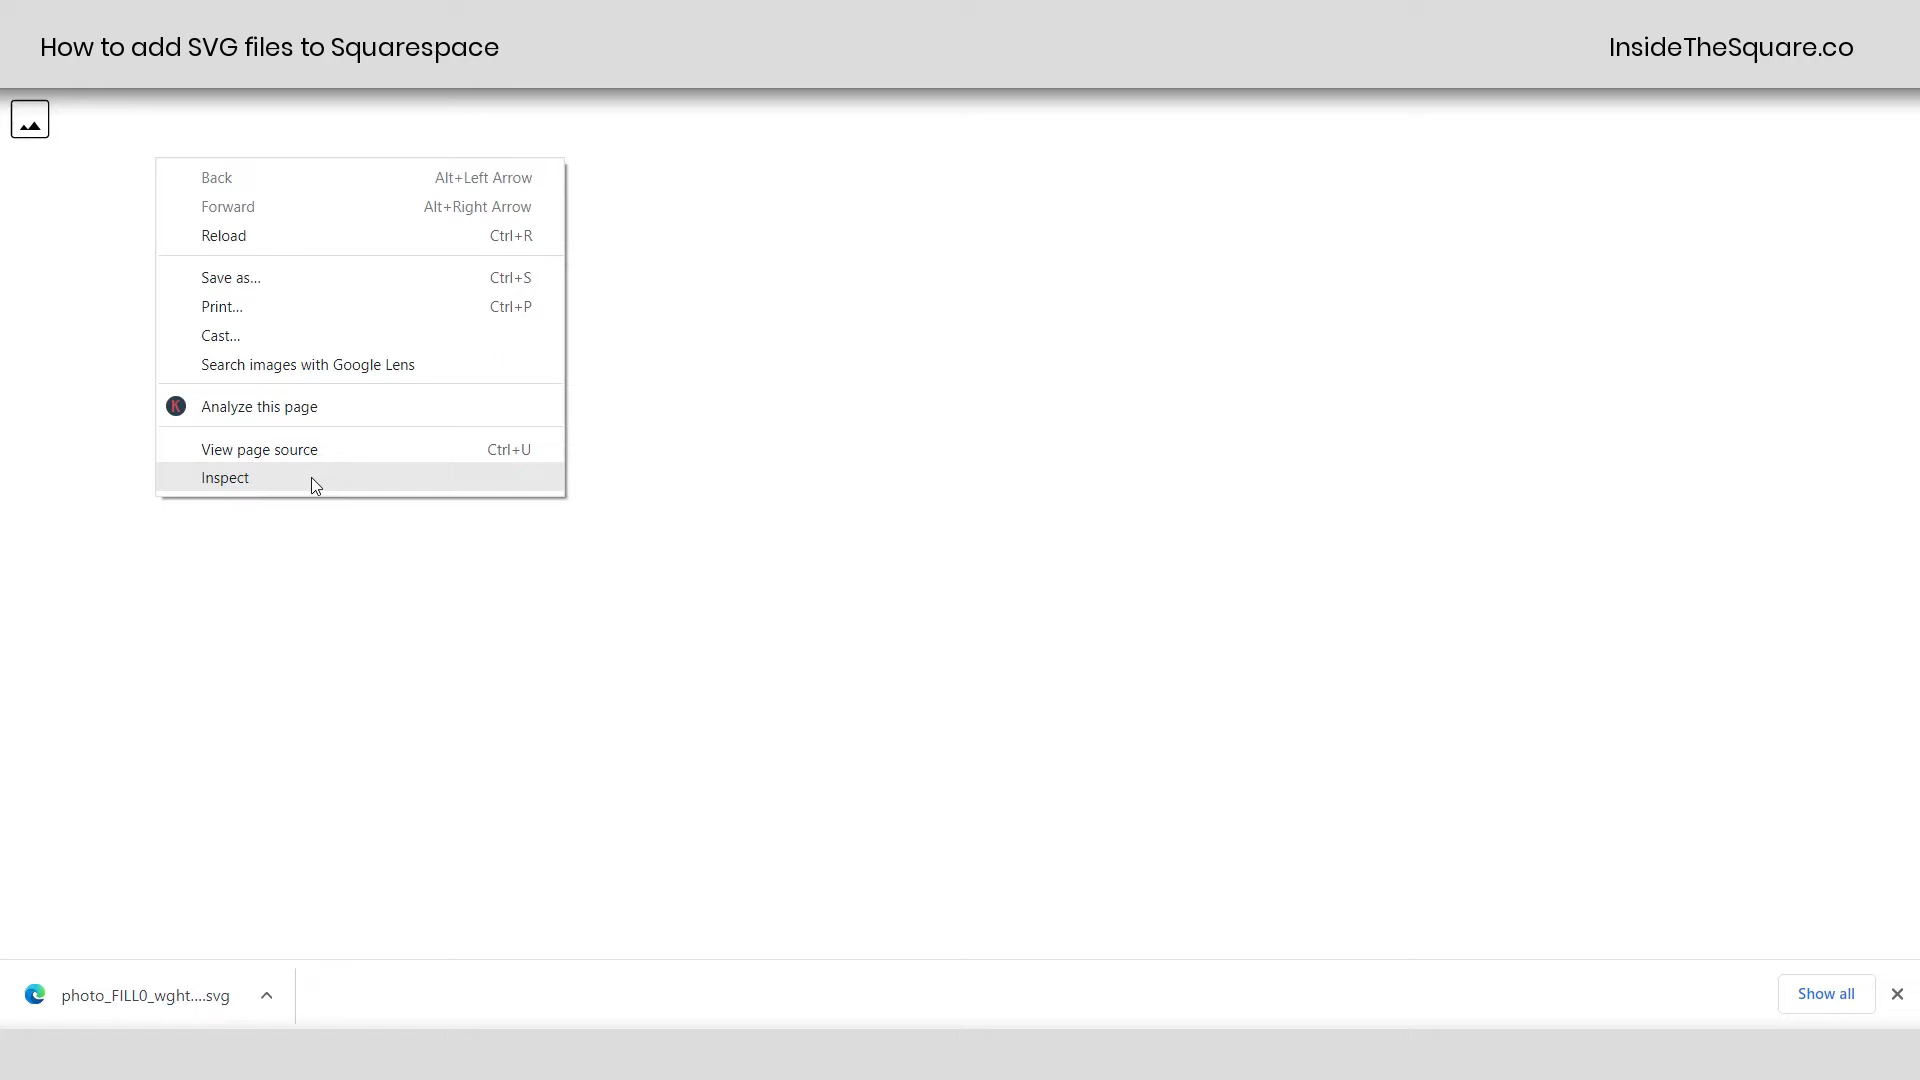 How to add SVG files to Squarespace
InsideTheSquare.co
Back Alt+Left Arrow
Forward Alt+Right Arrow
Reload Ctrl+R
Save as... Ctrl+S
Print... Ctrl+P
Cast...
Search images with Google Lens
K Analyze this page
View page source Ctrl+U
Inspect
photo_FILL0_wght....svg
Show all